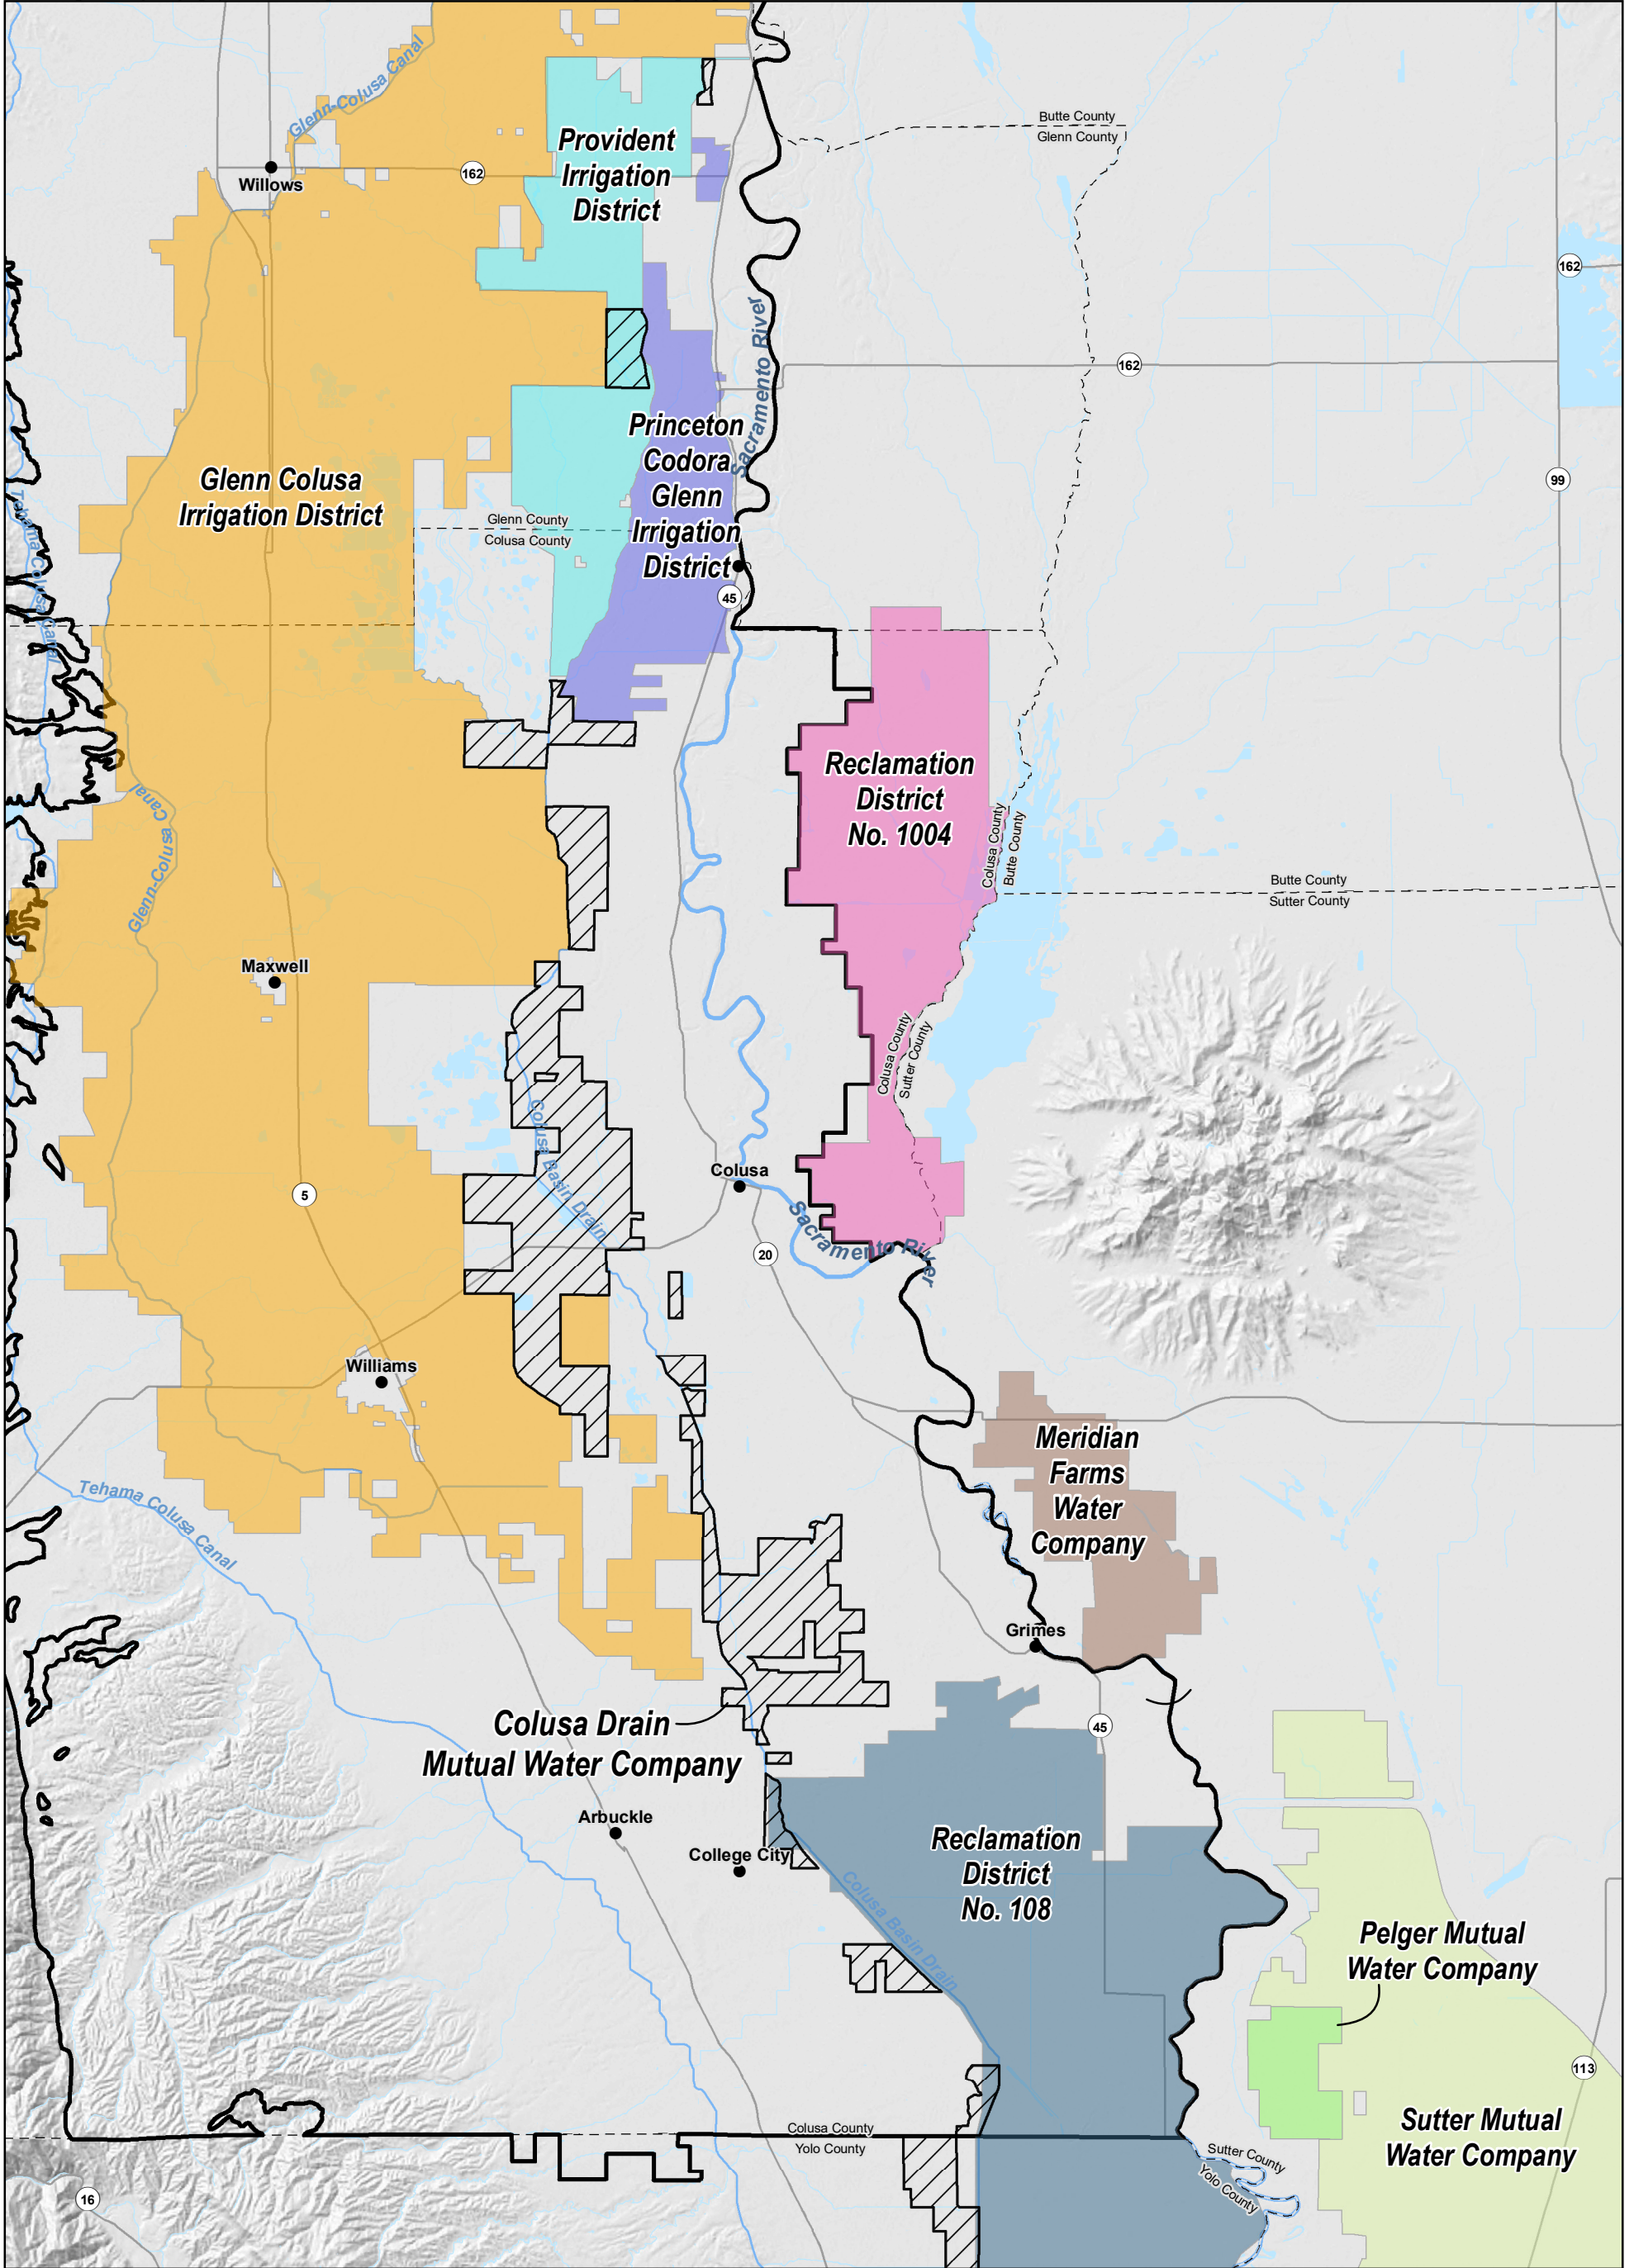 Glenn-Colusa Canal
Butte County
Glenn County
Provident
Irrigation
District
Willows
162
162
Sacramento River
162
Princeton
Codora
Glenn
Irrigation
District
Glenn Colusa
Irrigation District
99
Tehama Colusa Canal
Glenn County
Colusa County
45
Reclamation
District
No. 1004
Glenn-Colusa Canal
Colusa County
Butte County
Butte County
Sutter County
Maxwell
Colusa County
Sutter County
Colusa Basin Drain
Colusa
5
Sacramento River
20
Williams
Meridian
Farms
Water
Company
Tehama Colusa Canal
Grimes
Colusa Drain
Mutual Water Company
45
Arbuckle
College City
Reclamation
District
No. 108
Colusa Basin Drain
Pelger Mutual
Water Company
113
Sutter Mutual
Water Company
Colusa County
Yolo County
Sutter County
Yolo County
16